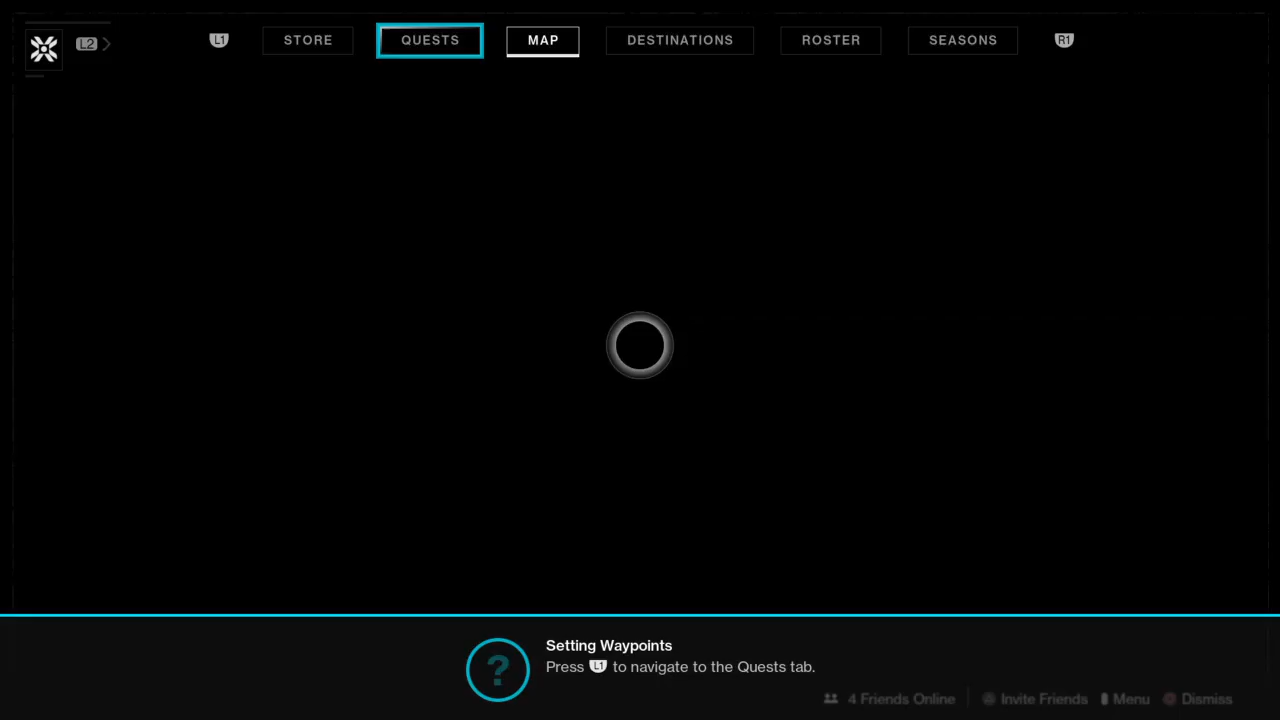 L2
L1
STORE
QUESTS
MAP
DESTINATIONS
ROSTER
SEASONS
R1
?
Setting Waypoints
Press L1 to navigate to the Quests tab.
4 Friends Online
Invite Friends
Menu
Dismiss